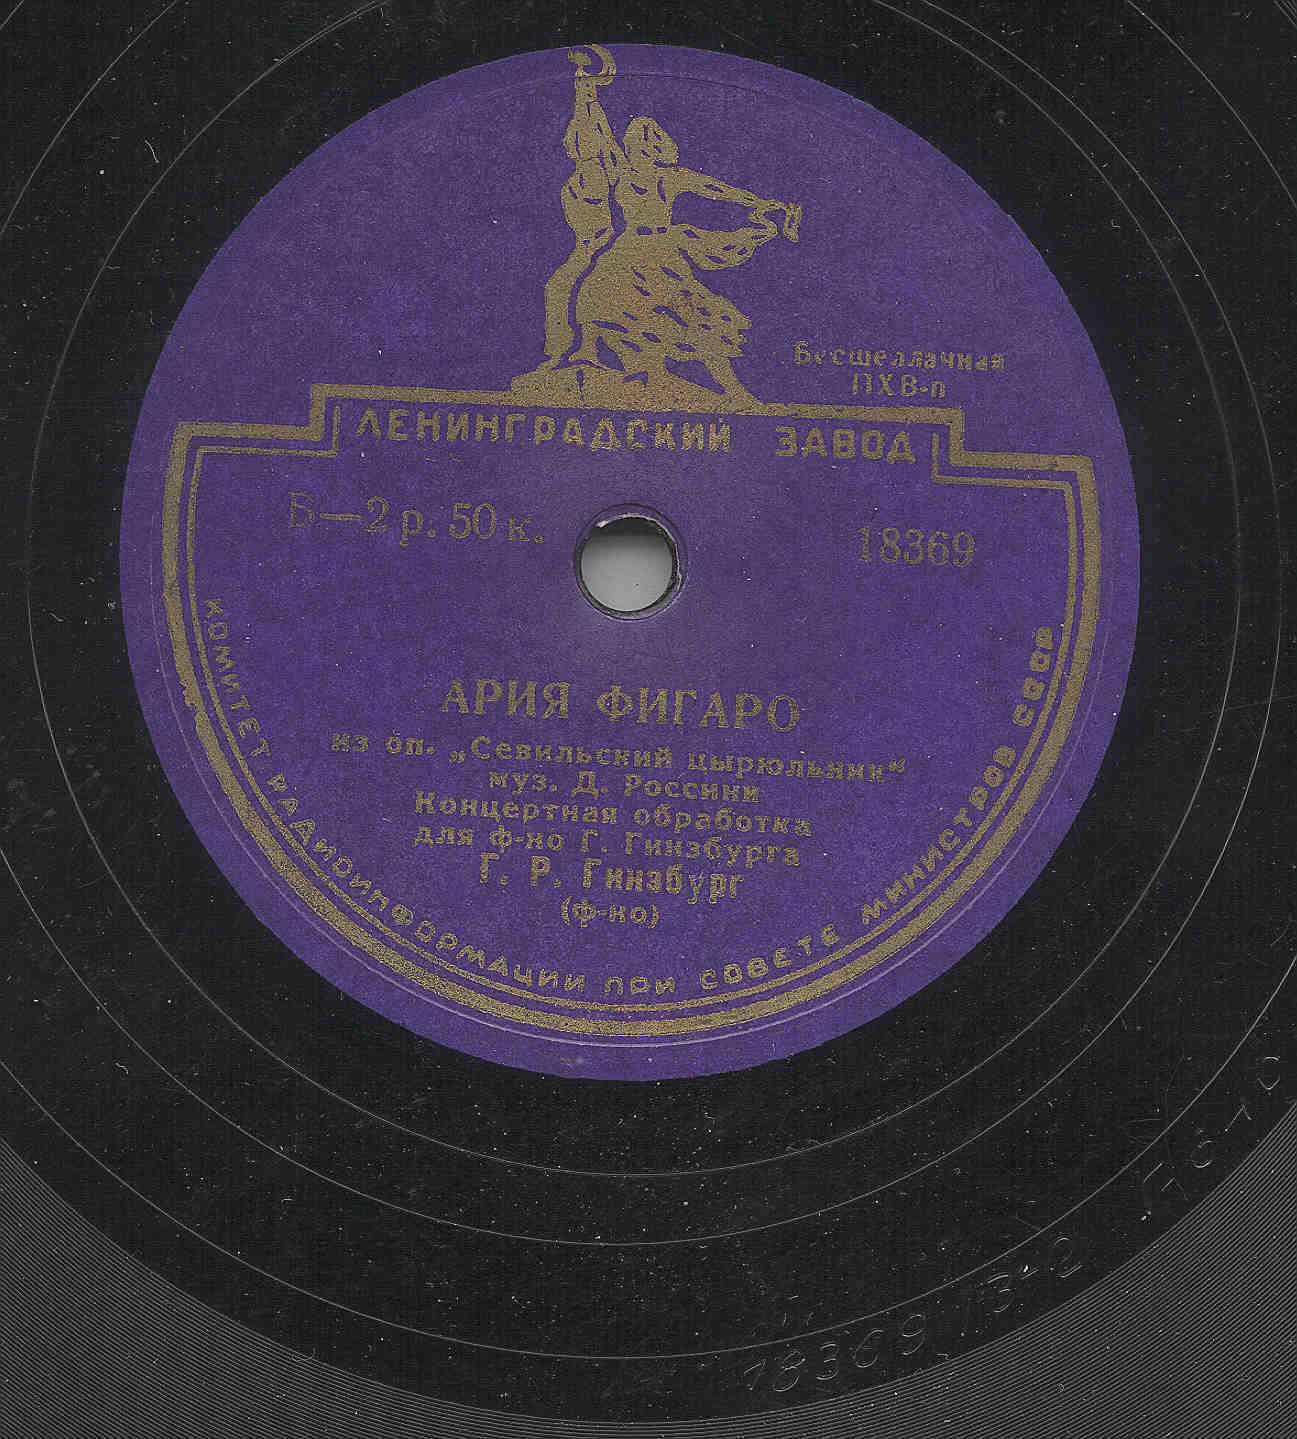 Бесшеллачная
ПХВ-п
ЛЕНИНГРАДСКИЙ ЗАВОД
Б—2 р. 50 к.
18369
АРИЯ ФИГАРО
из оп. „Севильский цырюльник“
муз. Д. Россини
Концертная обработка
для ф-но Г. Гинзбурга
Г. Р. Гинзбург
(ф-но)
КОМИТЕТ РАДИОИНФОРМАЦИИ ПРИ СОВЕТЕ МИНИСТРОВ СССР
18369